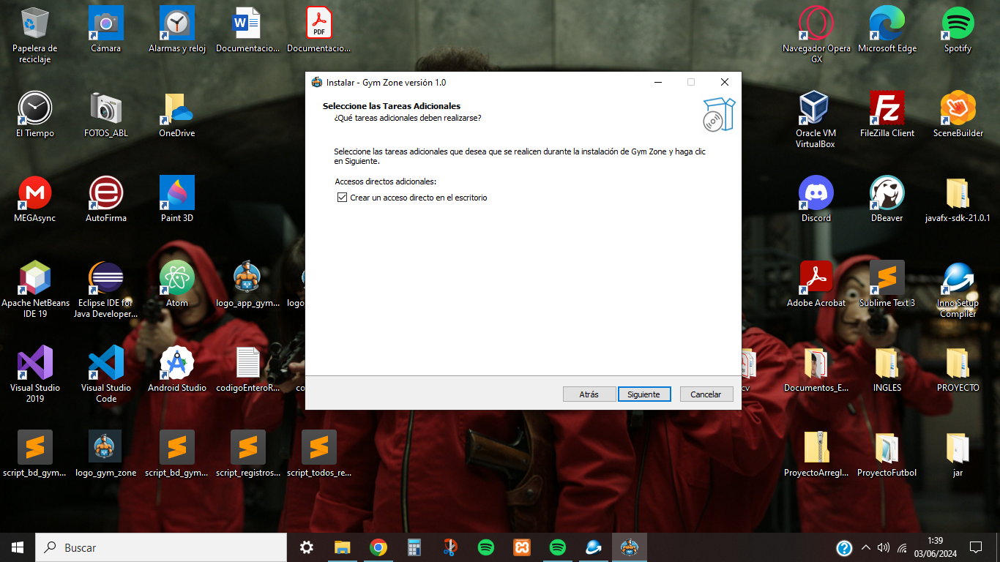 Papelera de
reciclaje
Cámara
Alarmas y reloj
Documentacio...
PDF
Documentacio...
Navegador Opera
GX
Microsoft Edge
Spotify
El Tiempo
FOTOS_ABL
OneDrive
Oracle VM
VirtualBox
FileZilla Client
SceneBuilder
MEGAsync
AutoFirma
Paint 3D
Discord
DBeaver
javafx-sdk-21.0.1
Apache NetBeans
IDE 19
Eclipse IDE for
Java Developer...
Atom
logo_app_gym...
Adobe Acrobat
Sublime Text 3
Inno Setup
Compiler
Visual Studio
2019
Visual Studio
Code
Android Studio
codigoEnteroR...
cv
Documentos_E...
INGLES
PROYECTO
script_bd_gym...
logo_gym_zone
script_bd_gym...
script_registros...
script_todos_re...
ProyectoArregl...
ProyectoFutbol
jar
Instalar - Gym Zone versión 1.0
Seleccione las Tareas Adicionales
¿Qué tareas adicionales deben realizarse?
Seleccione las tareas adicionales que desea que se realicen durante la instalación de Gym Zone y haga clic
en Siguiente.
Accesos directos adicionales:
Crear un acceso directo en el escritorio
Atrás
Siguiente
Cancelar
Buscar
1:39
03/06/2024